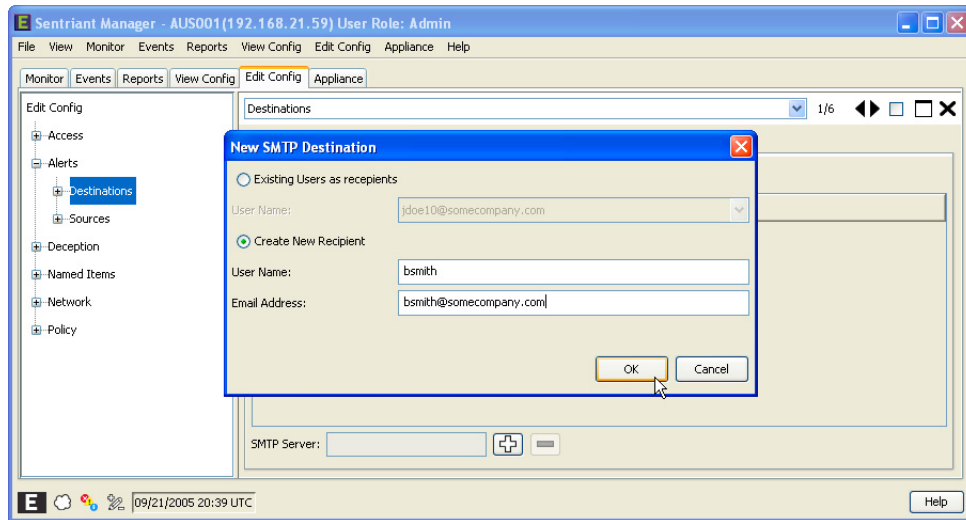 E Sentriant Manager - AUS001(192.168.21.59) User Role: Admin
File View Monitor Events Reports View Config Edit Config Appliance Help
Monitor Events Reports View Config Edit Config Appliance
Edit Config
Destinations 1/6
Access
Alerts
Destinations
Sources
Deception
Named Items
Network
Policy
New SMTP Destination
Existing Users as recepients
User Name: jdoe10@somecompany.com
Create New Recipient
User Name: bsmith
Email Address: bsmith@somecompany.com
OK Cancel
SMTP Server:
E 09/21/2005 20:39 UTC Help